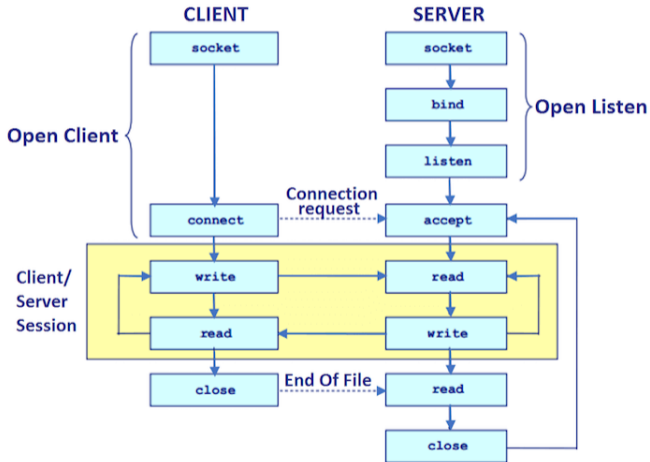 CLIENT
SERVER
socket
socket
bind
Open Client
Open Listen
listen
Connection
request
connect
accept
Client/
Server
Session
write
read
read
write
close
End Of File
read
close